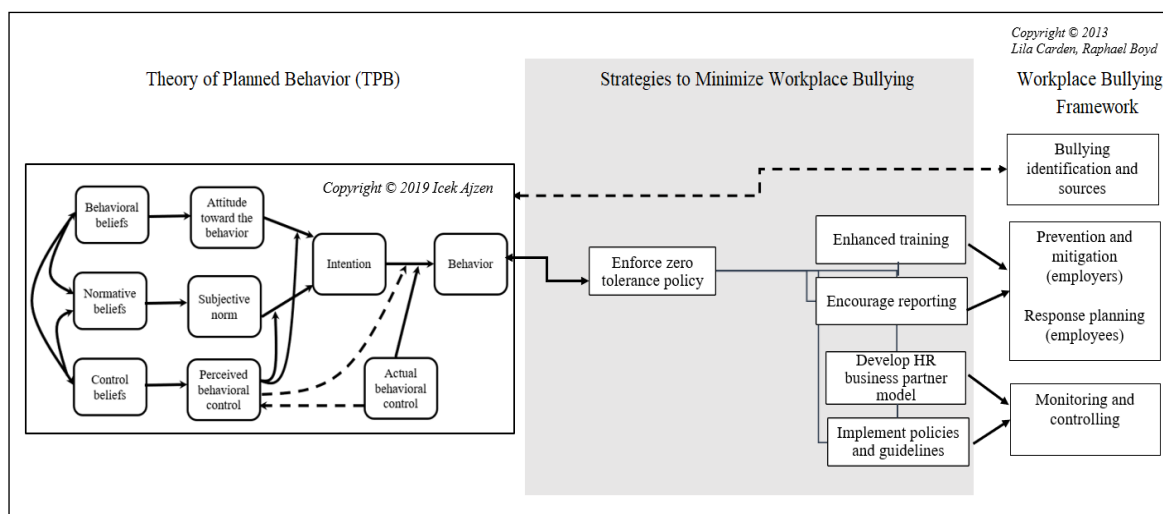 Copyright © 2013
Lila Carden, Raphael Boyd
Theory of Planned Behavior (TPB)
Strategies to Minimize Workplace Bullying
Workplace Bullying
Framework
Copyright © 2019 Icek Ajzen
Behavioral
beliefs
Attitude
toward the
behavior
Normative
beliefs
Subjective
norm
Control
beliefs
Perceived
behavioral
control
Intention
Behavior
Actual
behavioral
control
Enforce zero
tolerance policy
Enhanced training
Encourage reporting
Develop HR
business partner
model
Implement policies
and guidelines
Bullying
identification and
sources
Prevention and
mitigation
(employers)
Response planning
(employees)
Monitoring and
controlling